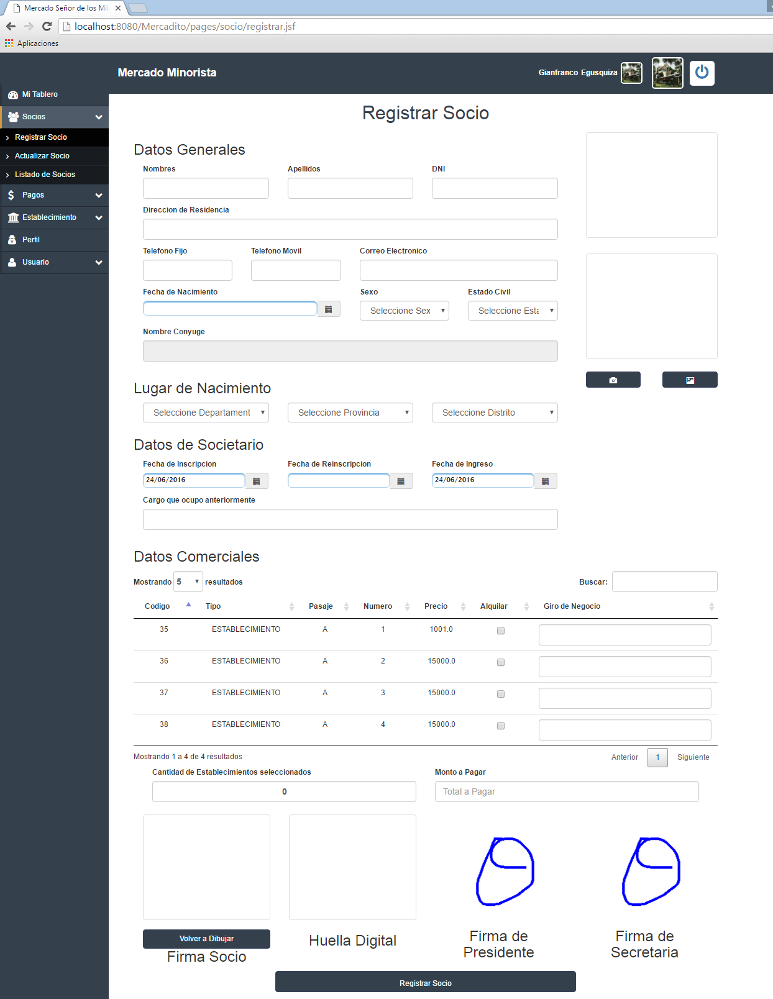 Mercado Señor de los Mil
localhost:8080/Mercadito/pages/socio/registrar.jsf
Aplicaciones
Mercado Minorista
Gianfranco Egusquiza
Mi Tablero
Socios
Registrar Socio
Actualizar Socio
Listado de Socios
Pagos
Establecimiento
Perfil
Usuario
Registrar Socio
Datos Generales
Nombres Apellidos DNI
Direccion de Residencia
Telefono Fijo Telefono Movil Correo Electronico
Fecha de Nacimiento Sexo Estado Civil
Seleccione Sex Seleccione Esta
Nombre Conyuge
Lugar de Nacimiento
Seleccione Departament Seleccione Provincia Seleccione Distrito
Datos de Societario
Fecha de Inscripcion Fecha de Reinscripcion Fecha de Ingreso
24/06/2016 24/06/2016
Cargo que ocupo anteriormente
Datos Comerciales
Mostrando 5 resultados Buscar:
Codigo Tipo Pasaje Numero Precio Alquilar Giro de Negocio
35 ESTABLECIMIENTO A 1 1001.0
36 ESTABLECIMIENTO A 2 15000.0
37 ESTABLECIMIENTO A 3 15000.0
38 ESTABLECIMIENTO A 4 15000.0
Mostrando 1 a 4 de 4 resultados Anterior 1 Siguiente
Cantidad de Establecimientos seleccionados Monto a Pagar
0 Total a Pagar
Volver a Dibujar
Firma Socio
Huella Digital
Firma de
Presidente
Firma de
Secretaria
Registrar Socio